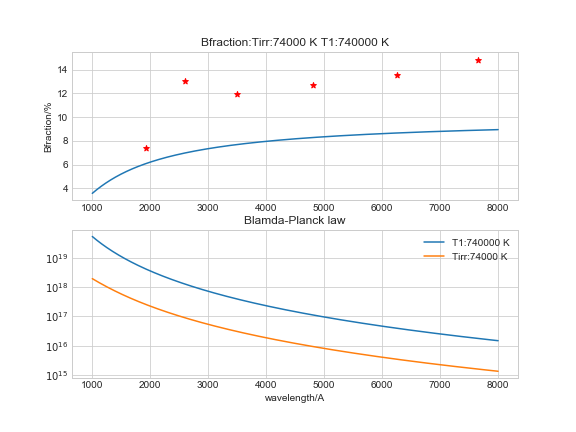 Bfraction:Tirr:74000 K T1:740000 K
Bfraction/%
14
12
10
8
6
4
1000 2000 3000 4000 5000 6000 7000 8000
Blamda-Planck law
T1:740000 K
Tirr:74000 K
10^19
10^18
10^17
10^16
10^15
1000 2000 3000 4000 5000 6000 7000 8000
wavelength/A